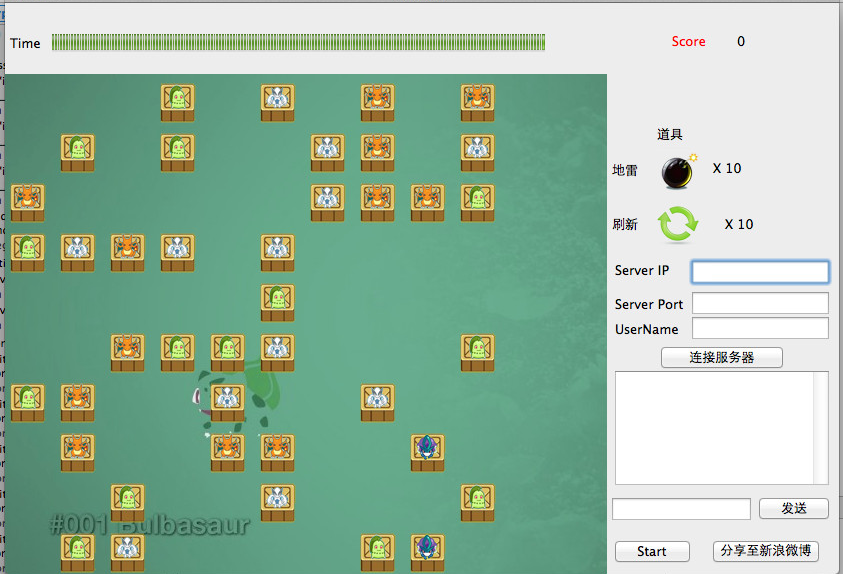 Time
Score 0
道具
地雷 X 10
刷新 X 10
Server IP
Server Port
UserName
连接服务器
#001 Bulbasaur
发送
Start
分享至新浪微博